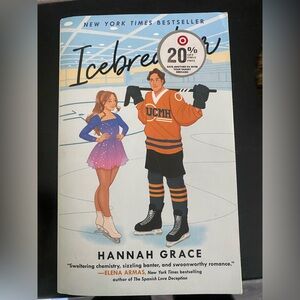 NEW YORK TIMES BESTSELLER
Icebreaker
20%
UCMH
HANNAH GRACE
"Sweltering chemistry, sizzling banter, and swoonworthy romance."
—ELENA ARMAS, New York Times bestselling
author of The Spanish Love Deception